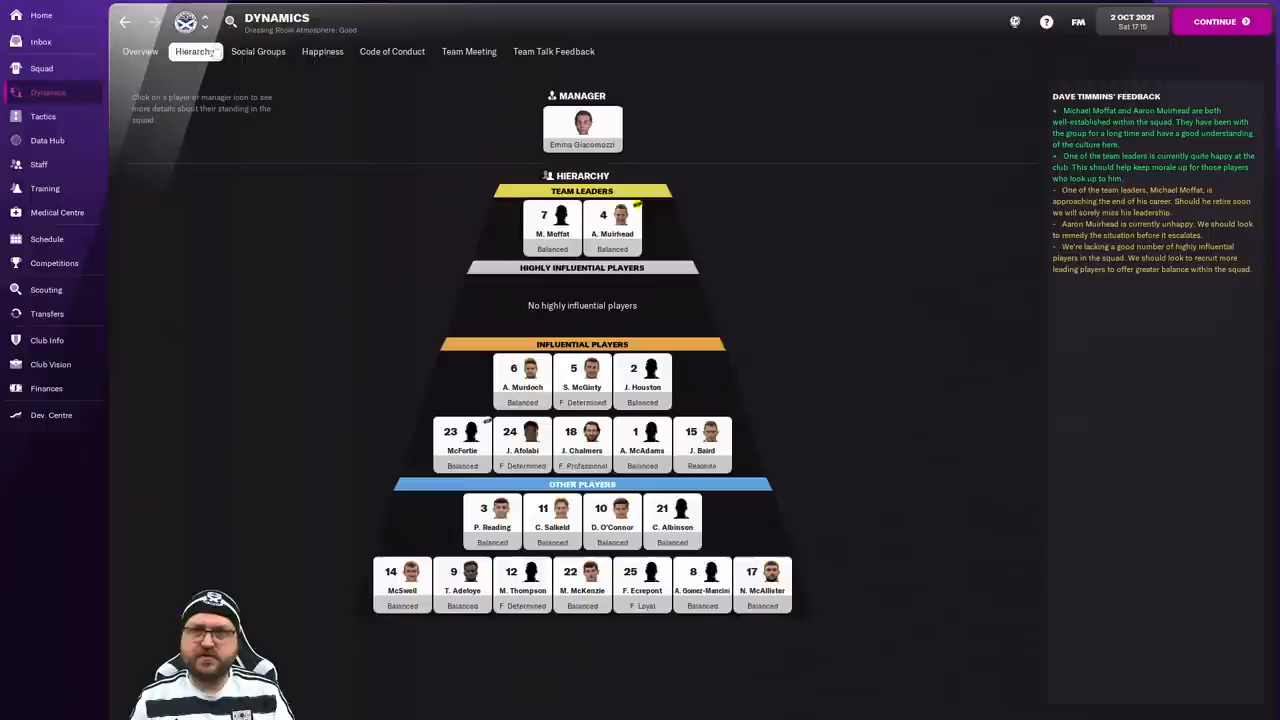 DYNAMICS
Dressing Room Atmosphere: Good
FM
2 OCT 2021
Sat 17:15
CONTINUE
Home
Inbox
Squad
Dynamics
Tactics
Data Hub
Staff
Training
Medical Centre
Schedule
Competitions
Scouting
Transfers
Club Info
Club Vision
Finances
Dev. Centre
Overview
Hierarchy
Social Groups
Happiness
Code of Conduct
Team Meeting
Team Talk Feedback
Click on a player or manager icon to see
more details about their standing in the
squad.
MANAGER
Emma Giacomozzi
HIERARCHY
TEAM LEADERS
7 4
M. Moffat A. Muirhead
Balanced Balanced
HIGHLY INFLUENTIAL PLAYERS
No highly influential players
INFLUENTIAL PLAYERS
6 5 2
A. Murdoch S. McGinty J. Houston
Balanced F. Determined Balanced
23 24 18 1 15
McFortie J. Afolabi J. Chalmers A. McAdams J. Baird
Balanced F. Determined F. Professional Balanced Resolute
OTHER PLAYERS
3 11 10 21
P. Reading C. Salkeld D. O'Connor C. Albinson
Balanced Balanced Balanced Balanced
14 9 12 22 25 8 17
McSwell T. Adeloye M. Thompson M. McKenzie F. Ecrepont A. Gomez-Mancini N. McAllister
Balanced Balanced F. Determined Balanced F. Loyal Balanced Balanced
DAVE TIMMINS' FEEDBACK
+ Michael Moffat and Aaron Muirhead are both
well-established within the squad. They have been with
the group for a long time and have a good understanding
of the culture here.
+ One of the team leaders is currently quite happy at the
club. This should help keep morale up for those players
who look up to him.
- One of the team leaders, Michael Moffat, is
approaching the end of his career. Should he retire soon
we will sorely miss his leadership.
- Aaron Muirhead is currently unhappy. We should look
to remedy the situation before it escalates.
- We're lacking a good number of highly influential
players in the squad. We should look to recruit more
leading players to offer greater balance within the squad.